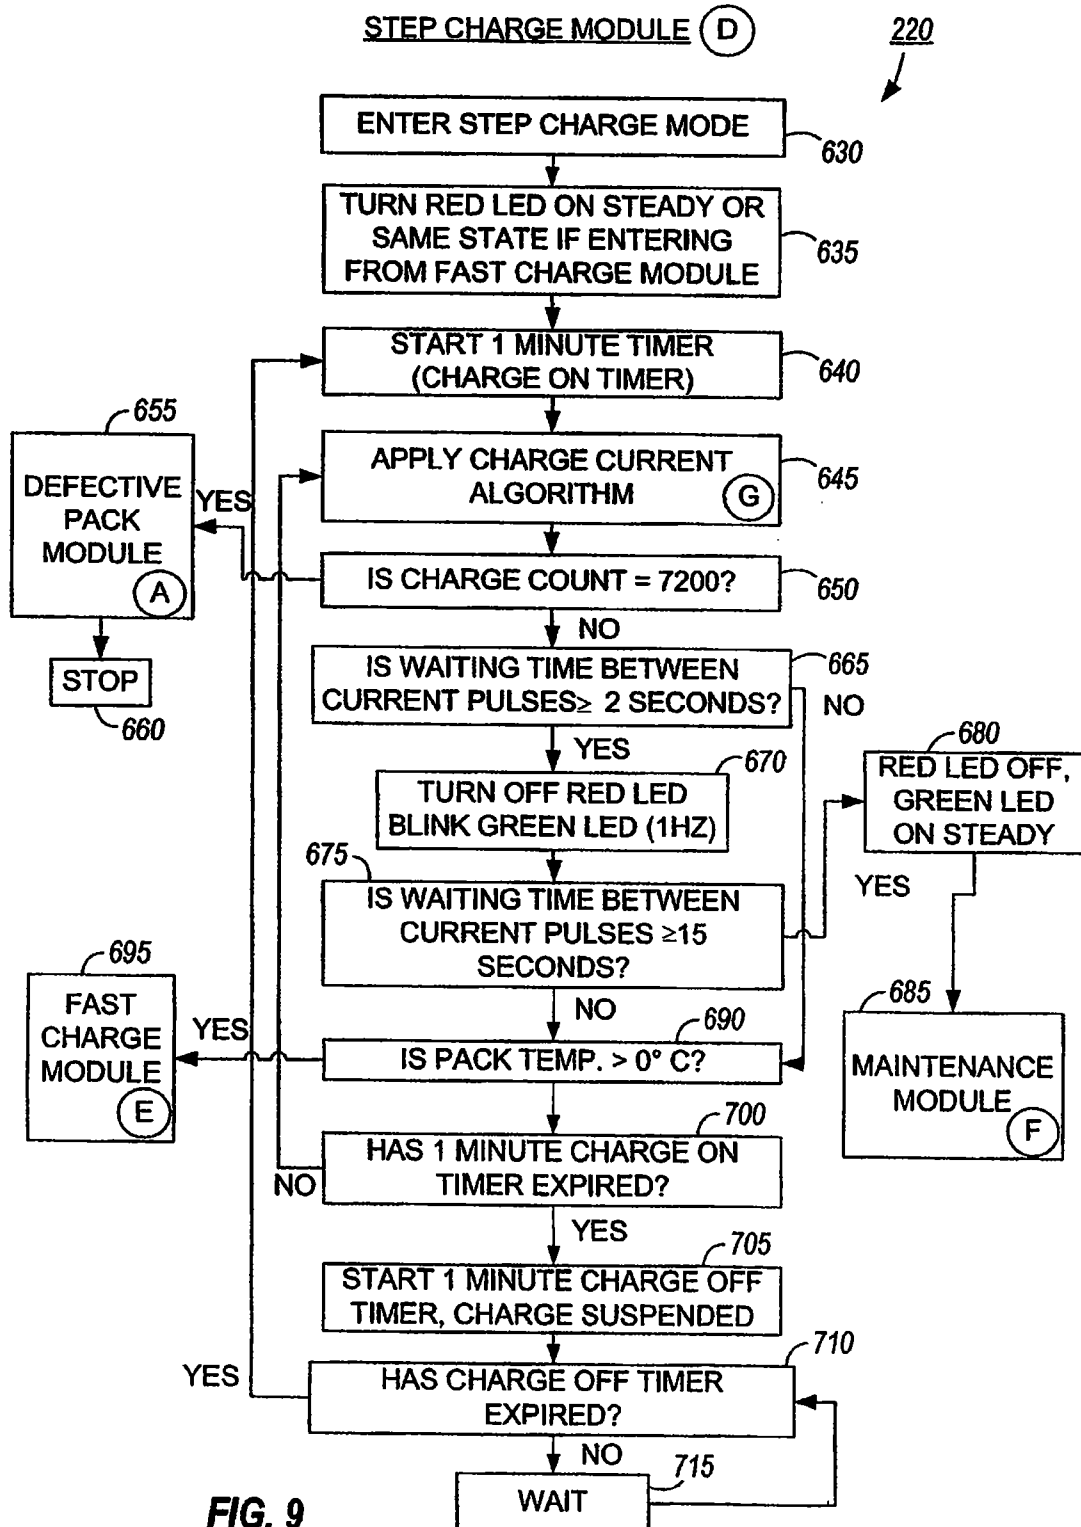 STEP CHARGE MODULE D
220
ENTER STEP CHARGE MODE
630
TURN RED LED ON STEADY OR
SAME STATE IF ENTERING
FROM FAST CHARGE MODULE
635
START 1 MINUTE TIMER
(CHARGE ON TIMER)
640
655
DEFECTIVE
PACK
MODULE
A
YES
APPLY CHARGE CURRENT
ALGORITHM
G
645
IS CHARGE COUNT = 7200?
650
NO
STOP
660
IS WAITING TIME BETWEEN
CURRENT PULSES≥ 2 SECONDS?
665
NO
YES
670
TURN OFF RED LED
BLINK GREEN LED (1HZ)
680
RED LED OFF,
GREEN LED
ON STEADY
YES
675
IS WAITING TIME BETWEEN
CURRENT PULSES ≥15
SECONDS?
NO
695
FAST
CHARGE
MODULE
E
YES
690
IS PACK TEMP. > 0° C?
685
MAINTENANCE
MODULE
F
700
HAS 1 MINUTE CHARGE ON
TIMER EXPIRED?
NO
YES
705
START 1 MINUTE CHARGE OFF
TIMER, CHARGE SUSPENDED
710
YES
HAS CHARGE OFF TIMER
EXPIRED?
NO
715
WAIT
FIG. 9